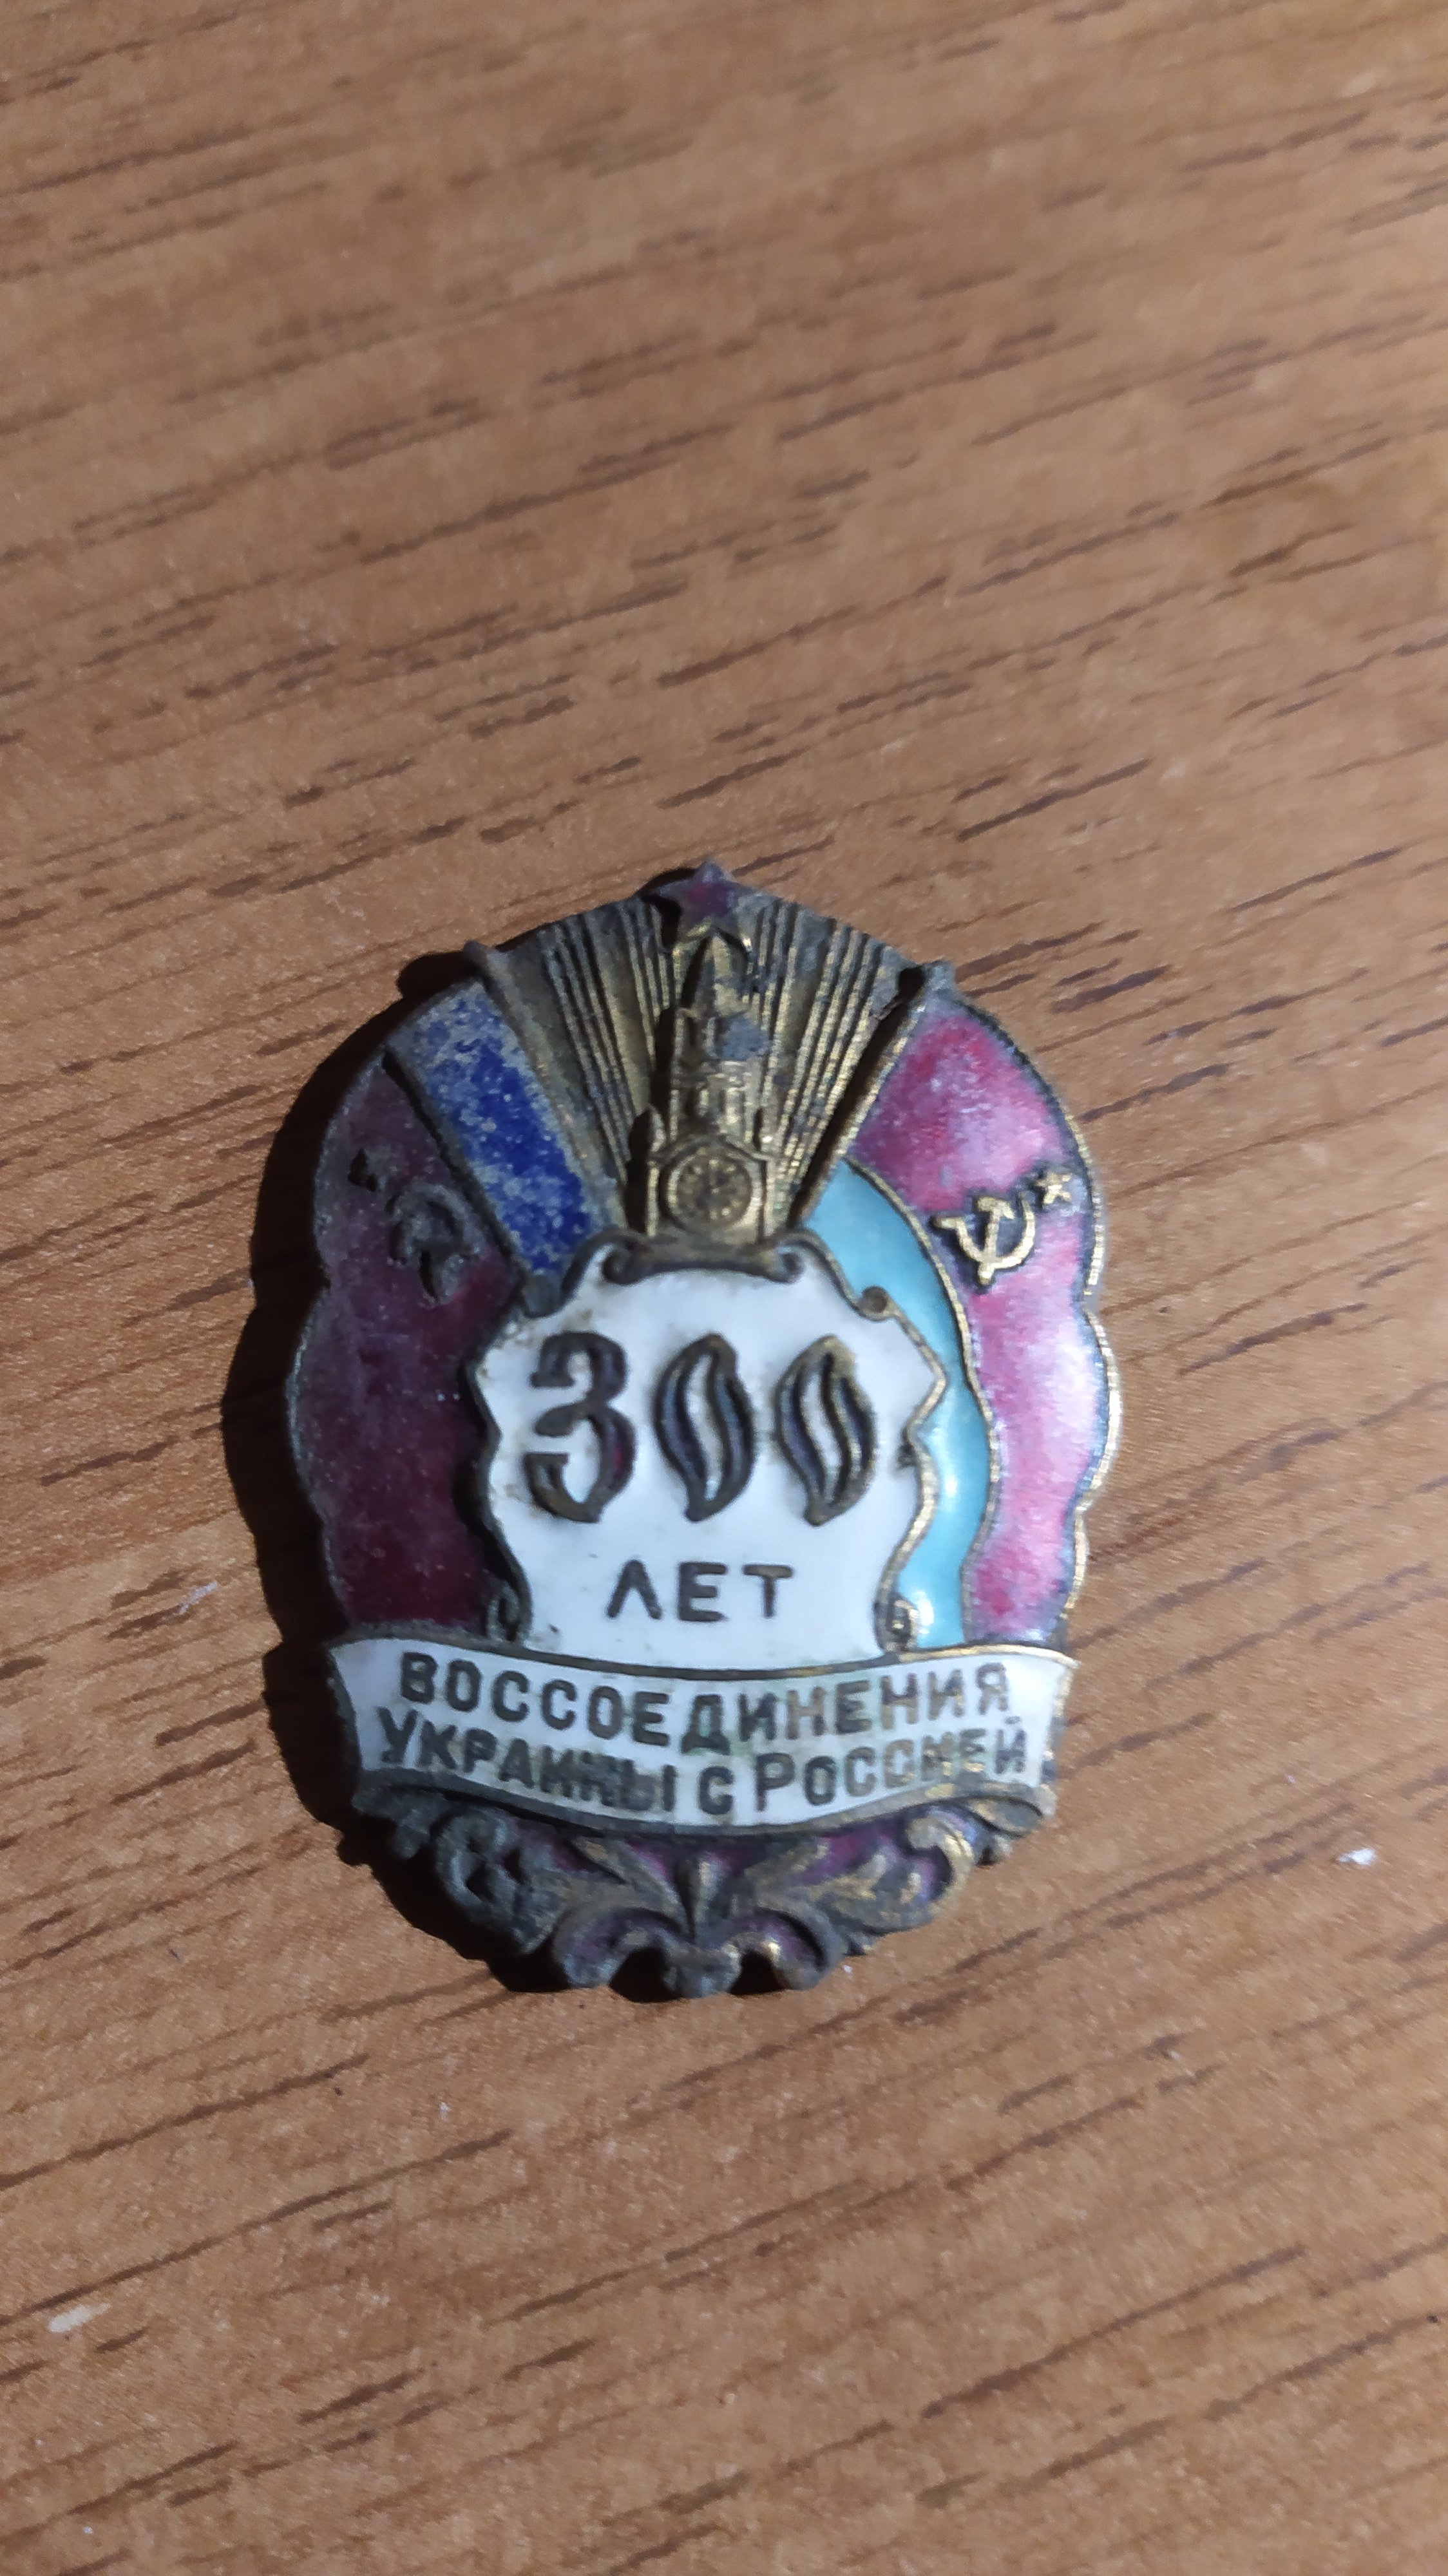 300
ЛЕТ
ВОССОЕДИНЕНИЯ
УКРАИНЫ С РОССИЕЙ